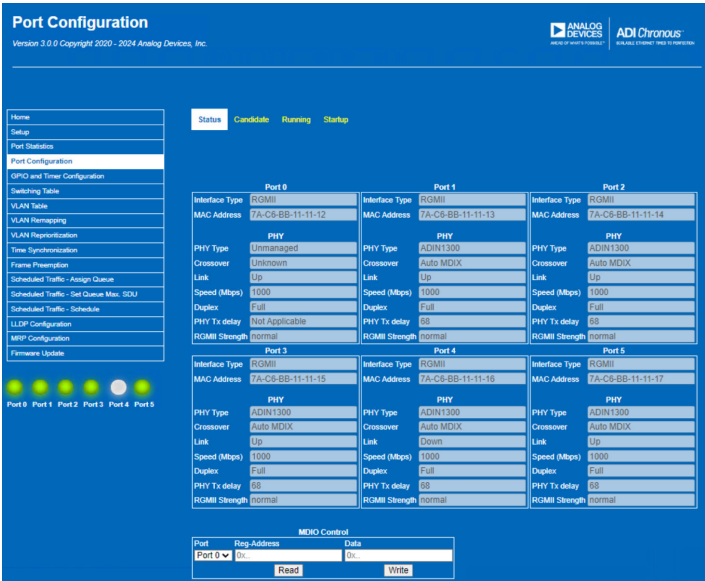 Port Configuration
Version 3.0.0 Copyright 2020 - 2024 Analog Devices, Inc.
ANALOG
DEVICES
AHEAD OF WHAT'S POSSIBLE™
ADI Chronous™
SCALABLE ETHERNET TIMED TO PERFECTION
Home
Setup
Port Statistics
Port Configuration
GPIO and Timer Configuration
Switching Table
VLAN Table
VLAN Remapping
VLAN Reprioritization
Time Synchronization
Frame Preemption
Scheduled Traffic - Assign Queue
Scheduled Traffic - Set Queue Max. SDU
Scheduled Traffic - Schedule
LLDP Configuration
MRP Configuration
Firmware Update
Port 0 Port 1 Port 2 Port 3 Port 4 Port 5
Status Candidate Running Startup
Port 0
Interface Type RGMII
MAC Address 7A-C6-BB-11-11-12
PHY
PHY Type Unmanaged
Crossover Unknown
Link Up
Speed (Mbps) 1000
Duplex Full
PHY Tx delay Not Applicable
RGMII Strength normal
Port 1
Interface Type RGMII
MAC Address 7A-C6-BB-11-11-13
PHY
PHY Type ADIN1300
Crossover Auto MDIX
Link Up
Speed (Mbps) 1000
Duplex Full
PHY Tx delay 68
RGMII Strength normal
Port 2
Interface Type RGMII
MAC Address 7A-C6-BB-11-11-14
PHY
PHY Type ADIN1300
Crossover Auto MDIX
Link Up
Speed (Mbps) 1000
Duplex Full
PHY Tx delay 68
RGMII Strength normal
Port 3
Interface Type RGMII
MAC Address 7A-C6-BB-11-11-15
PHY
PHY Type ADIN1300
Crossover Auto MDIX
Link Up
Speed (Mbps) 1000
Duplex Full
PHY Tx delay 68
RGMII Strength normal
Port 4
Interface Type RGMII
MAC Address 7A-C6-BB-11-11-16
PHY
PHY Type ADIN1300
Crossover Auto MDIX
Link Down
Speed (Mbps) 1000
Duplex Full
PHY Tx delay 68
RGMII Strength normal
Port 5
Interface Type RGMII
MAC Address 7A-C6-BB-11-11-17
PHY
PHY Type ADIN1300
Crossover Auto MDIX
Link Up
Speed (Mbps) 1000
Duplex Full
PHY Tx delay 68
RGMII Strength normal
MDIO Control
Port Reg-Address Data
Port 0 0x.. 0x..
Read Write